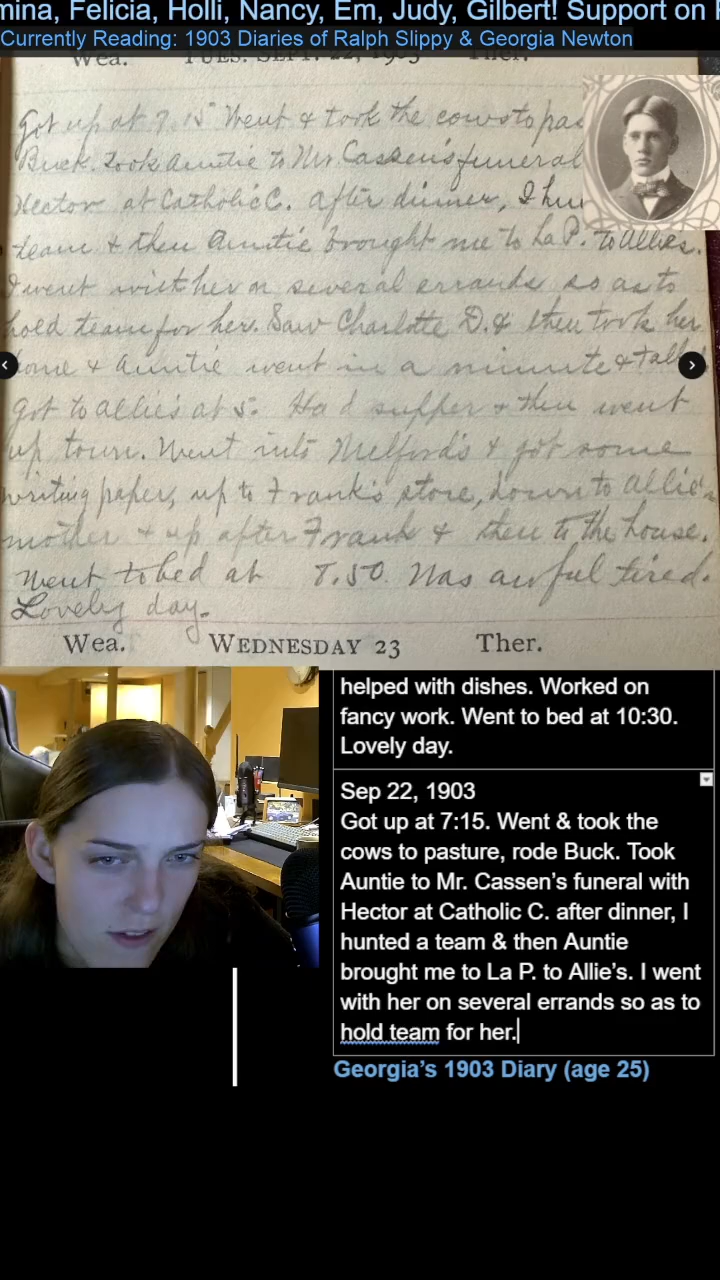 mina, Felicia, Holli, Nancy, Em, Judy, Gilbert! Support on
Currently Reading: 1903 Diaries of Ralph Slippy & Georgia Newton
Wea. TUES. SEPT. 22, 1903 Ther.
Got up at 7.15 Went & took the cows to pas
Buck. Took Auntie to Mr. Cassen's funeral
Hector at Catholic C. after dinner, I hu
team & then Auntie brought me to La P. to Allies.
I went with her on several errands so as to
hold team for her. Saw Charlotte D. & then took her
home & Auntie went in a minute & talk
Got to Allie's at 5. Had supper & then went
up town. Went into Melford's & got some
writing paper, up to Frank's store, down to Allie's
mother & up after Frank & then to the house.
Went to bed at 8.50. Was awful tired.
Lovely day.
Wea. WEDNESDAY 23 Ther.
helped with dishes. Worked on
fancy work. Went to bed at 10:30.
Lovely day.
Sep 22, 1903
Got up at 7:15. Went & took the
cows to pasture, rode Buck. Took
Auntie to Mr. Cassen's funeral with
Hector at Catholic C. after dinner, I
hunted a team & then Auntie
brought me to La P. to Allie's. I went
with her on several errands so as to
hold team for her.
Georgia's 1903 Diary (age 25)